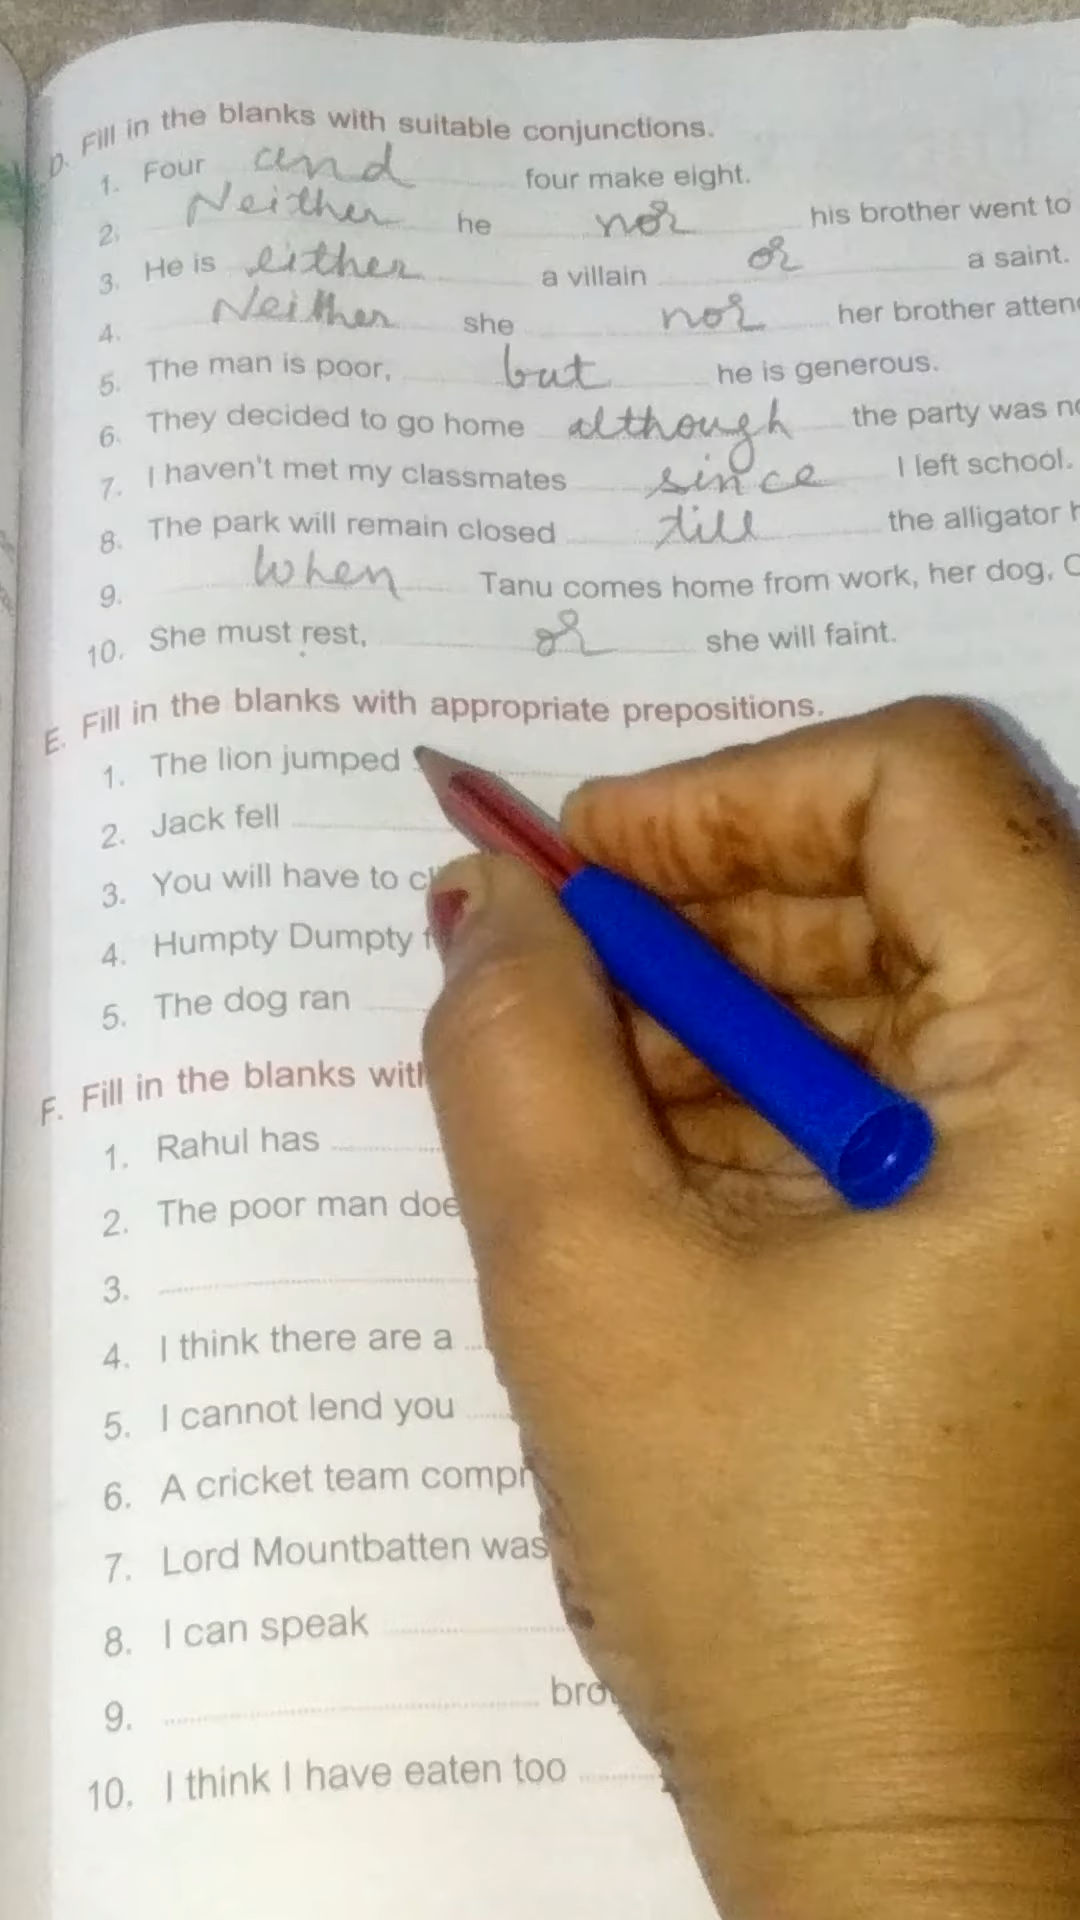 D. Fill in the blanks with suitable conjunctions.
1. Four and four make eight.
2. Neither he nor his brother went to
3. He is either a villain or a saint.
4. Neither she nor her brother
5. The man is poor, but he is generous.
6. They decided to go home although the party was
7. I haven't met my classmates since I left school.
8. The park will remain closed till the alligator
9. When Tanu comes home from work, her dog,
10. She must rest, or she will faint.
E. Fill in the blanks with appropriate prepositions.
1. The lion jumped
2. Jack fell
3. You will have to
4. Humpty Dumpty
5. The dog ran
F. Fill in the blanks
1. Rahul has
2. The poor man
3.
4. I think there are a
5. I cannot lend you
6. A cricket team
7. Lord Mountbatten was
8. I can speak
9.
10. I think I have eaten too